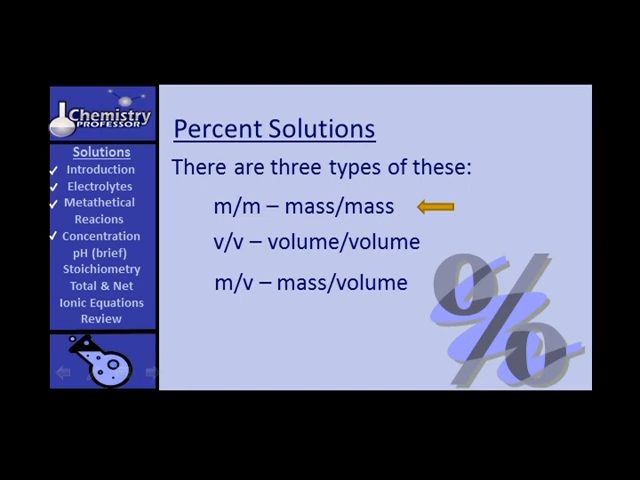 Chemistry
PROFESSOR
Solutions
Introduction
Electrolytes
Metathetical
Reacions
Concentration
pH (brief)
Stoichiometry
Total & Net
Ionic Equations
Review
Percent Solutions
There are three types of these:
m/m – mass/mass
v/v – volume/volume
m/v – mass/volume
%